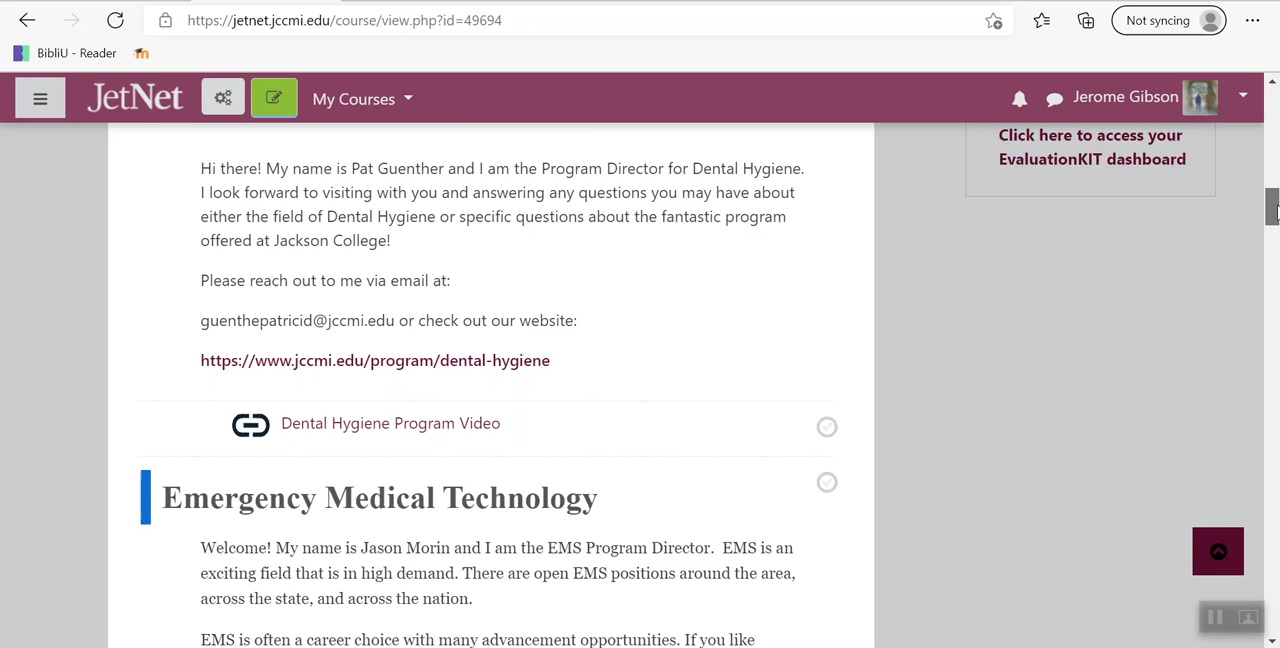 https://jetnet.jccmi.edu/course/view.php?id=49694
Not syncing
BibliU - Reader
JetNet
My Courses
Jerome Gibson
Click here to access your
EvaluationKIT dashboard
Hi there! My name is Pat Guenther and I am the Program Director for Dental Hygiene.
I look forward to visiting with you and answering any questions you may have about
either the field of Dental Hygiene or specific questions about the fantastic program
offered at Jackson College!
Please reach out to me via email at:
guenthepatricid@jccmi.edu or check out our website:
https://www.jccmi.edu/program/dental-hygiene
Dental Hygiene Program Video
Emergency Medical Technology
Welcome! My name is Jason Morin and I am the EMS Program Director.  EMS is an
exciting field that is in high demand. There are open EMS positions around the area,
across the state, and across the nation.
EMS is often a career choice with many advancement opportunities. If you like